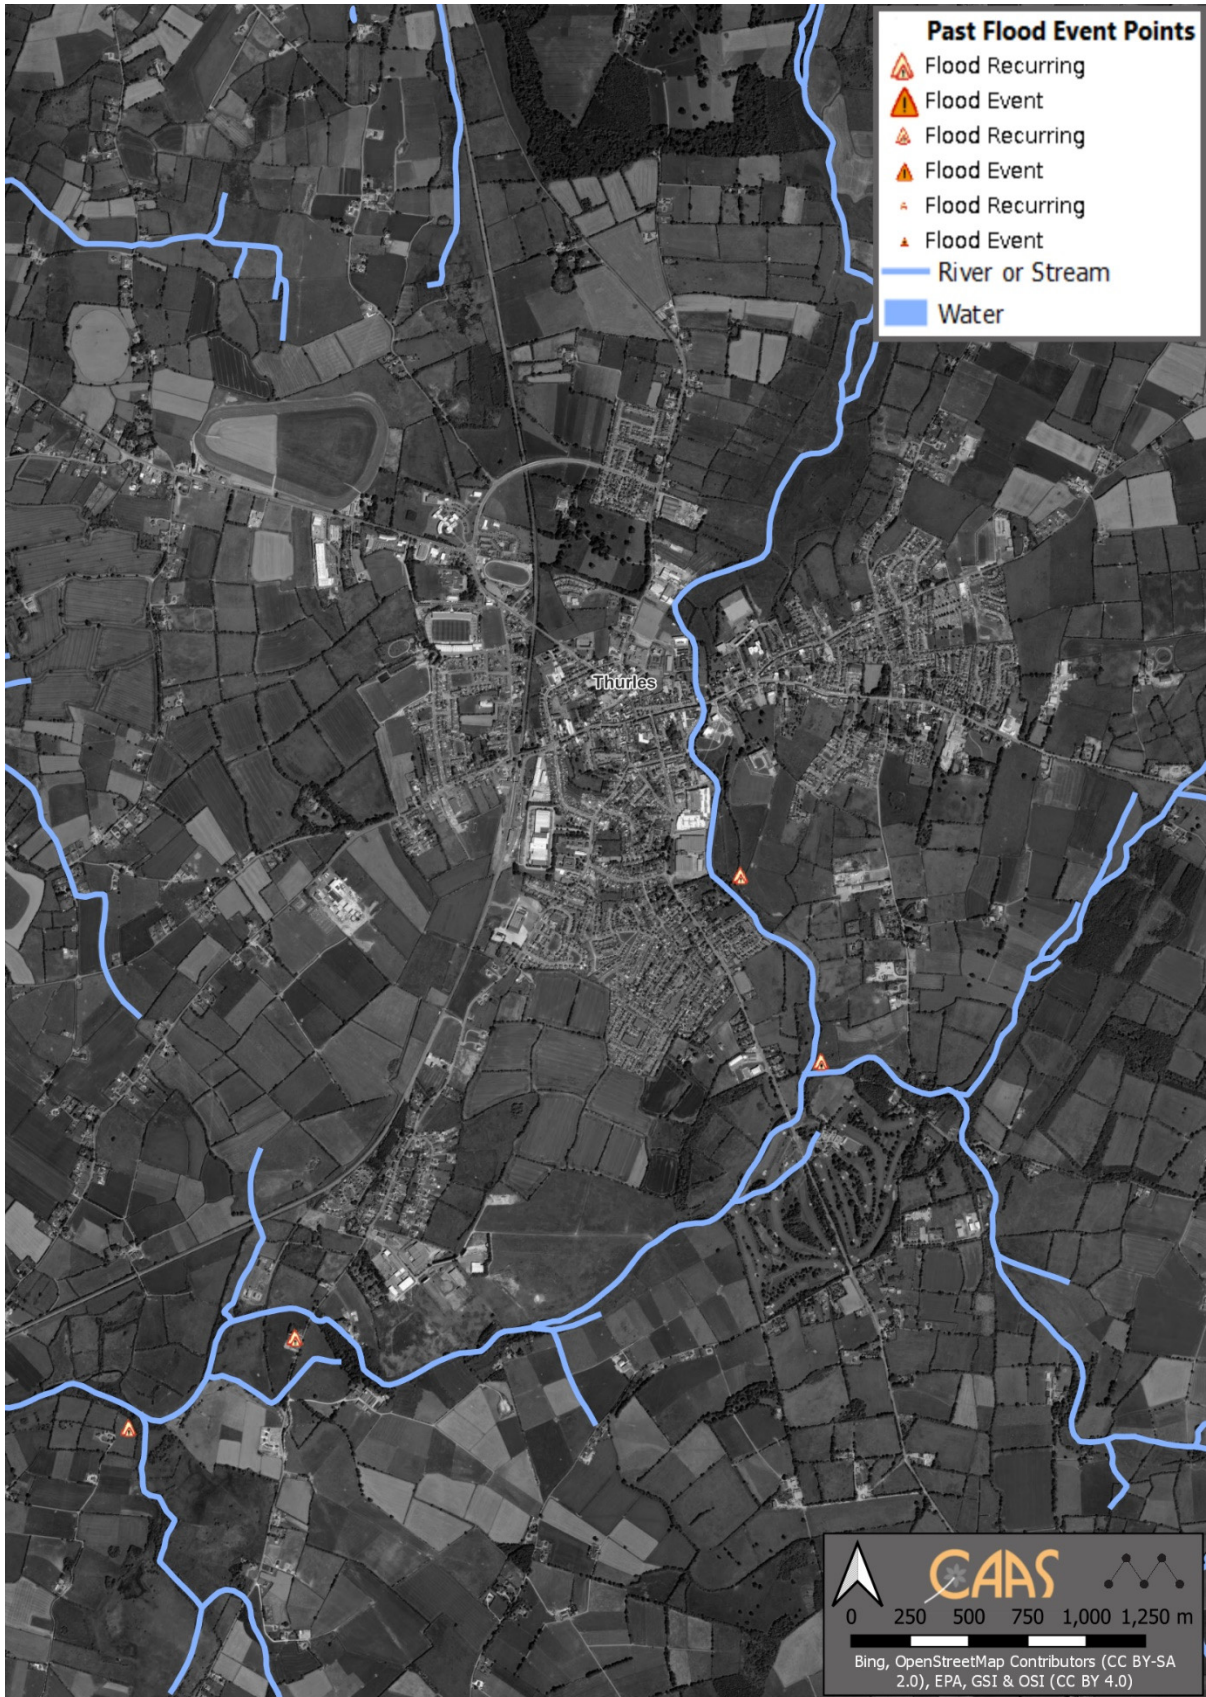 Past Flood Event Points
Flood Recurring
Flood Event
Flood Recurring
Flood Event
Flood Recurring
Flood Event
River or Stream
Water
Thurles
CAAS
0 250 500 750 1,000 1,250 m
Bing, OpenStreetMap Contributors (CC BY-SA
2.0), EPA, GSI & OSI (CC BY 4.0)